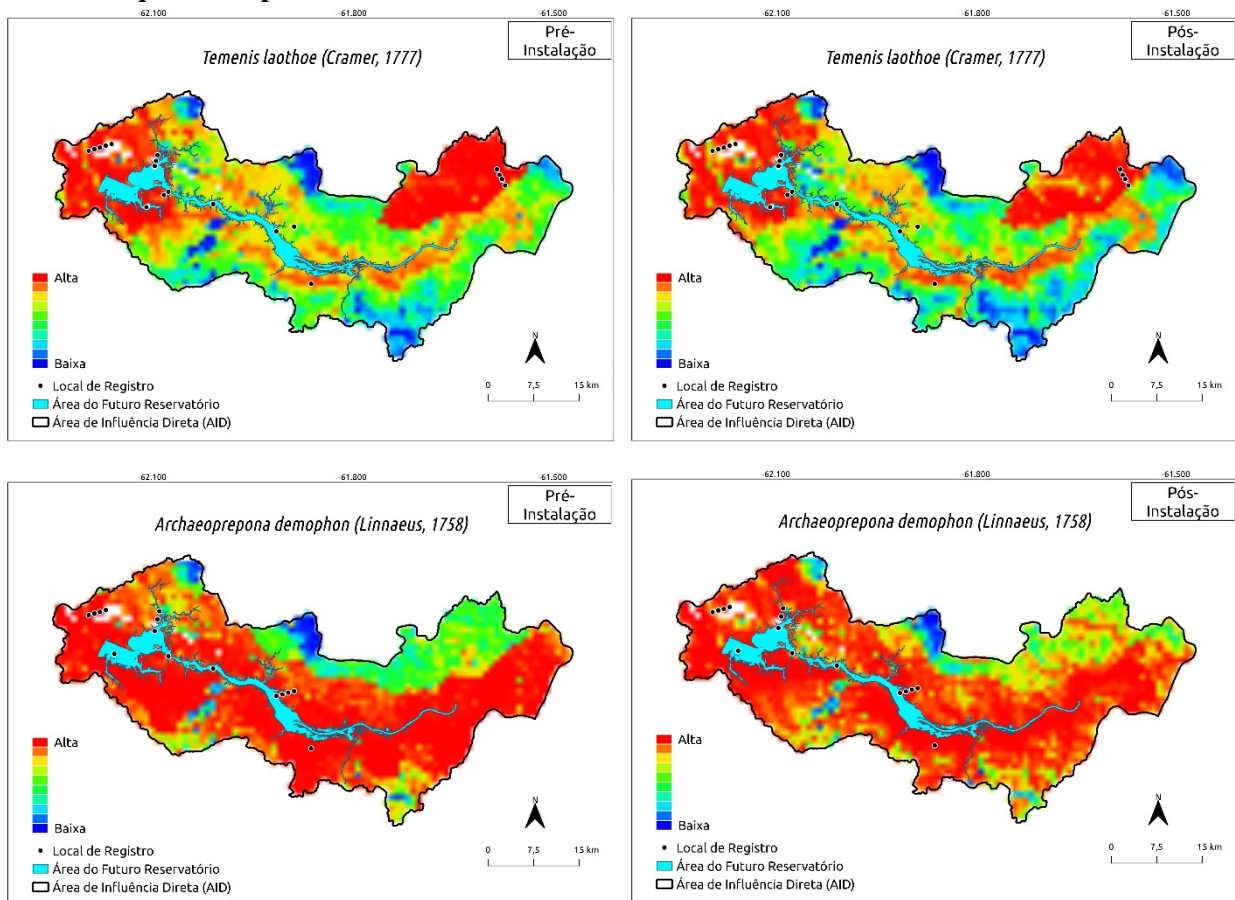 -62.100 -61.800 -61.500
Pré-
Instalação
Temenis laothoe (Cramer, 1777)
Alta
Baixa
Local de Registro
Área do Futuro Reservatório
Área de Influência Direta (AID)
N
0 7,5 15 km
-62.100 -61.800 -61.500
Pós-
Instalação
Temenis laothoe (Cramer, 1777)
Alta
Baixa
Local de Registro
Área do Futuro Reservatório
Área de Influência Direta (AID)
N
0 7,5 15 km
-62.100 -61.800 -61.500
Pré-
Instalação
Archaeoprepona demophon (Linnaeus, 1758)
Alta
Baixa
Local de Registro
Área do Futuro Reservatório
Área de Influência Direta (AID)
N
0 7,5 15 km
-62.100 -61.800 -61.500
Pós-
Instalação
Archaeoprepona demophon (Linnaeus, 1758)
Alta
Baixa
Local de Registro
Área do Futuro Reservatório
Área de Influência Direta (AID)
N
0 7,5 15 km